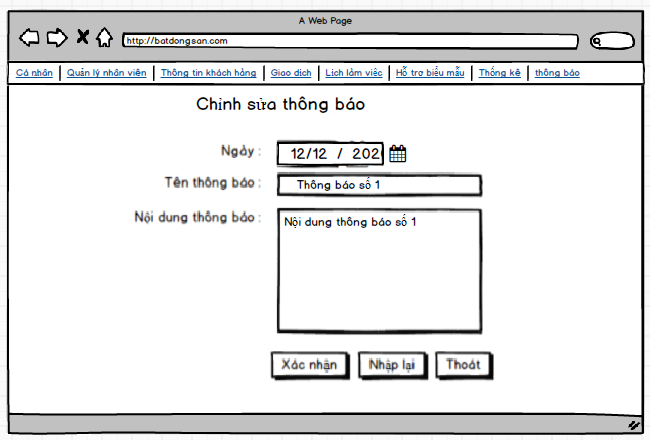 A Web Page
http://batdongsan.com
Cá nhân Quản lý nhân viên Thông tin khách hàng Giao dịch Lịch làm việc Hỗ trợ biểu mẫu Thống kê thông báo
Chỉnh sửa thông báo
Ngày : 12/12 / 202
Tên thông báo : Thông báo số 1
Nội dung thông báo : Nội dung thông báo số 1
Xác nhận Nhập lại Thoát